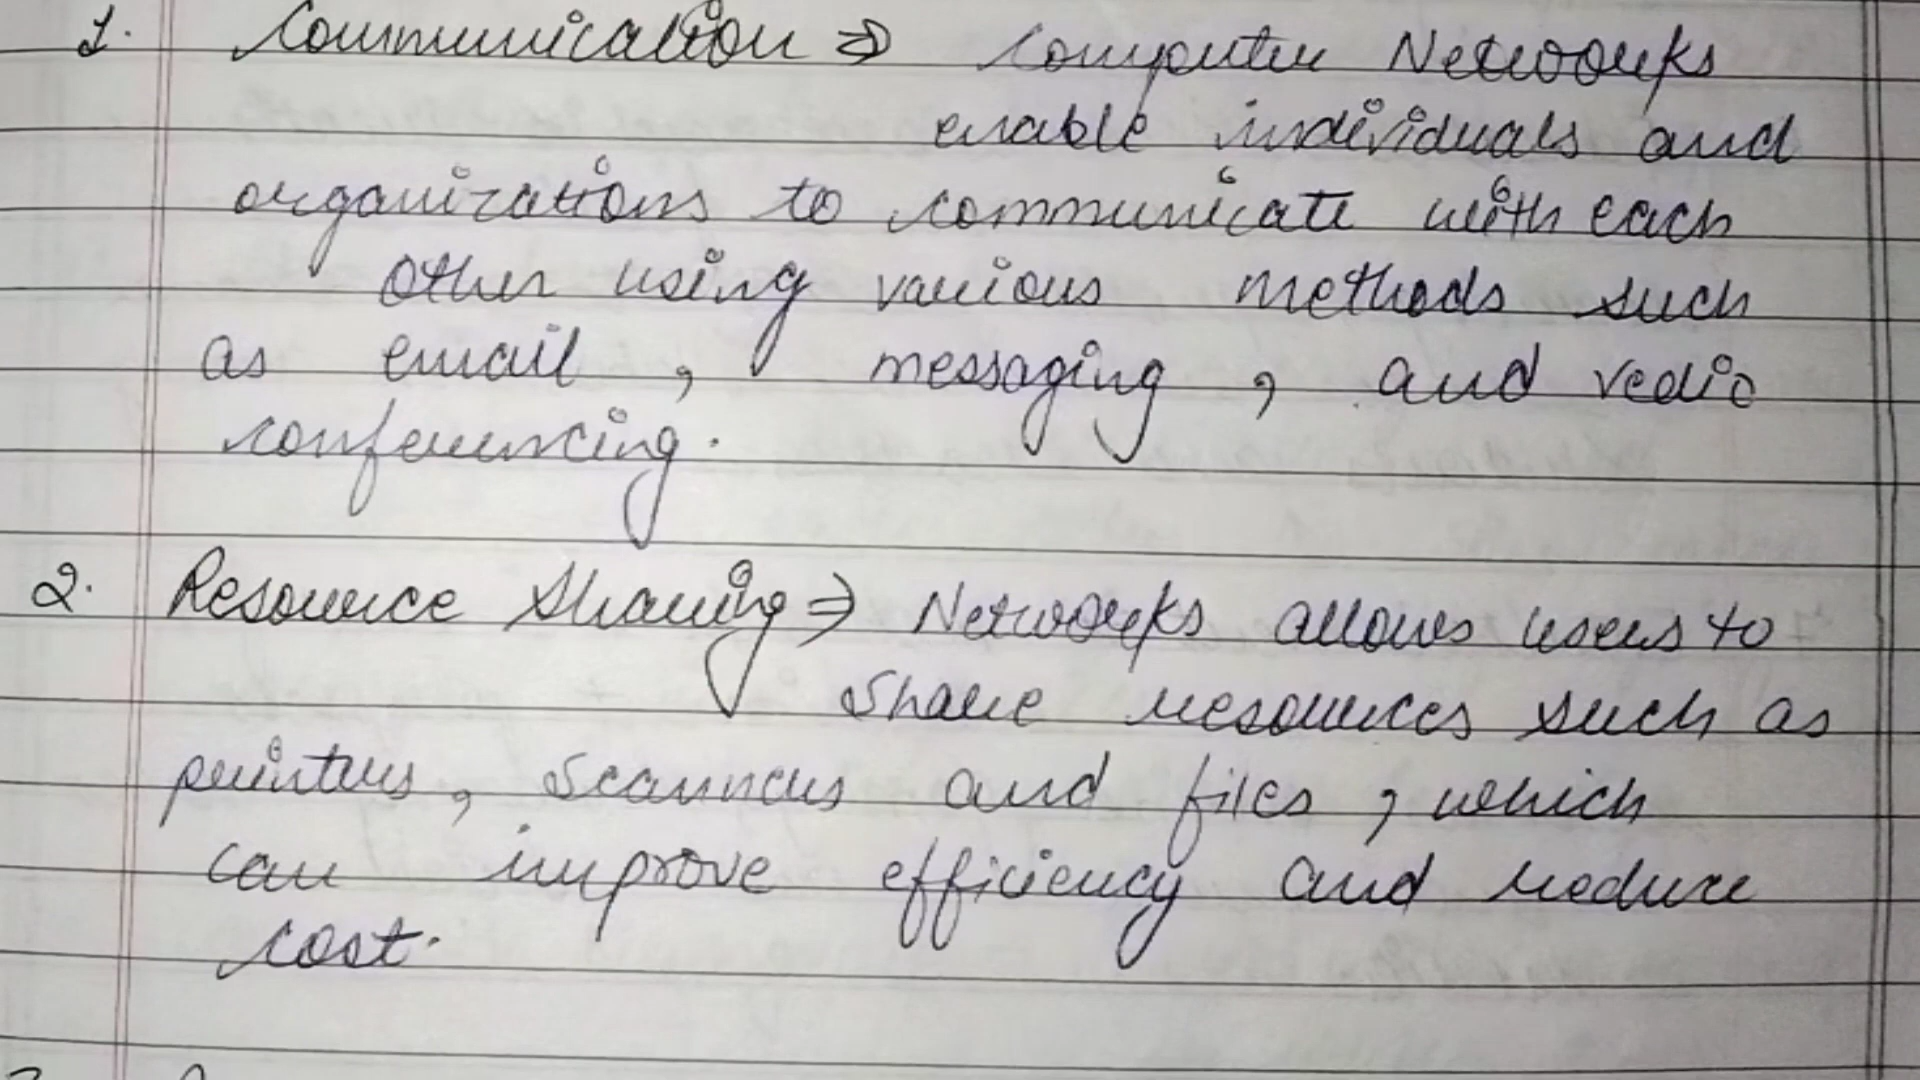 1. Communication ⇒ Computer Networks
enable individuals and
organizations to communicate with each
other using various methods such
as email, messaging, and vedio
conferencing.
2. Resource Sharing ⇒ Networks allows users to
share resources such as
printers, scanners and files, which
can improve efficiency and reduce
cost.